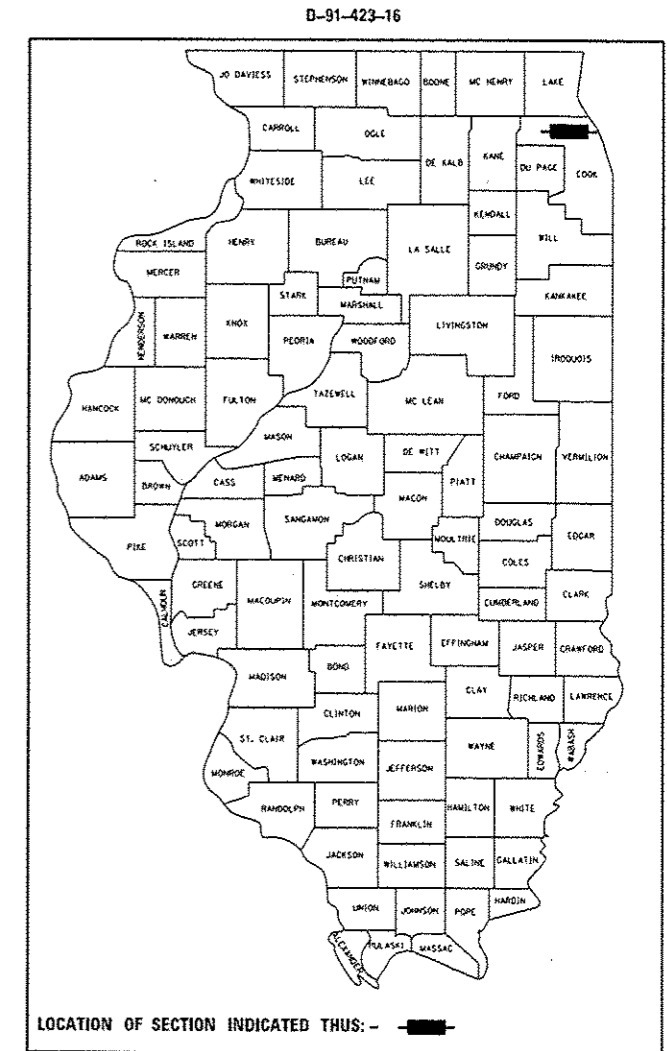 D-91-423-16
JO DAVIESS
STEPHENSON
WINNEBAGO
BOONE
MC HENRY
LAKE
CARROLL
OGLE
DE KALB
KANE
DU PAGE
COOK
WHITESIDE
LEE
KENDALL
WILL
ROCK ISLAND
HENRY
BUREAU
LA SALLE
GRUNDY
MERCER
PUTNAM
KANKAKEE
STARK
MARSHALL
HENDERSON
WARREN
KNOX
PEORIA
WOODFORD
LIVINGSTON
IROQUOIS
HANCOCK
MC DONOUGH
FULTON
TAZEWELL
MC LEAN
FORD
MASON
SCHUYLER
LOGAN
DE WITT
CHAMPAIGN
VERMILION
ADAMS
BROWN
CASS
MENARD
PIATT
MACON
MORGAN
SANGAMON
DOUGLAS
EDGAR
PIKE
SCOTT
CHRISTIAN
MOULTRIE
COLES
SHELBY
GREENE
MACOUPIN
MONTGOMERY
CUMBERLAND
CLARK
CALHOUN
JERSEY
FAYETTE
EFFINGHAM
JASPER
CRAWFORD
BOND
MADISON
CLAY
RICHLAND
LAWRENCE
CLINTON
MARION
ST. CLAIR
WAYNE
EDWARDS
WABASH
WASHINGTON
JEFFERSON
MONROE
RANDOLPH
PERRY
HAMILTON
WHITE
FRANKLIN
JACKSON
WILLIAMSON
SALINE
GALLATIN
UNION
JOHNSON
POPE
HARDIN
ALEXANDER
PULASKI
MASSAC
LOCATION OF SECTION INDICATED THUS: -